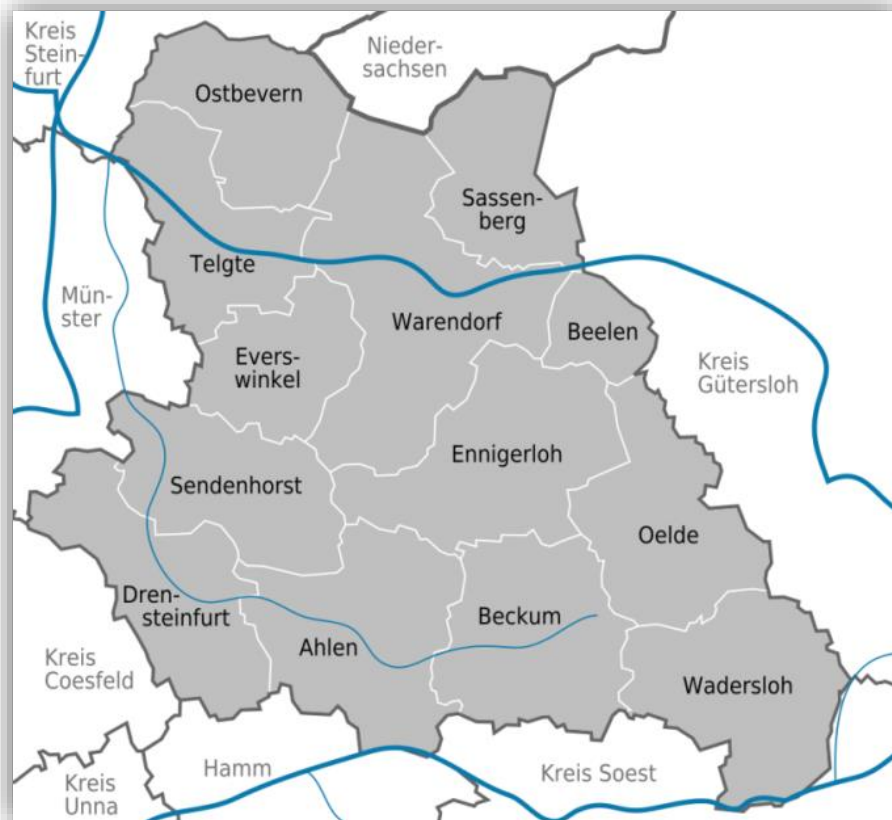 Kreis
Stein-
furt
Nieder-
sachsen
Ostbevern
Sassen-
berg
Telgte
Mün-
ster
Warendorf
Beelen
Evers-
winkel
Kreis
Gütersloh
Ennigerloh
Sendenhorst
Oelde
Dren-
steinfurt
Beckum
Ahlen
Kreis
Coesfeld
Wadersloh
Hamm
Kreis Soest
Kreis
Unna